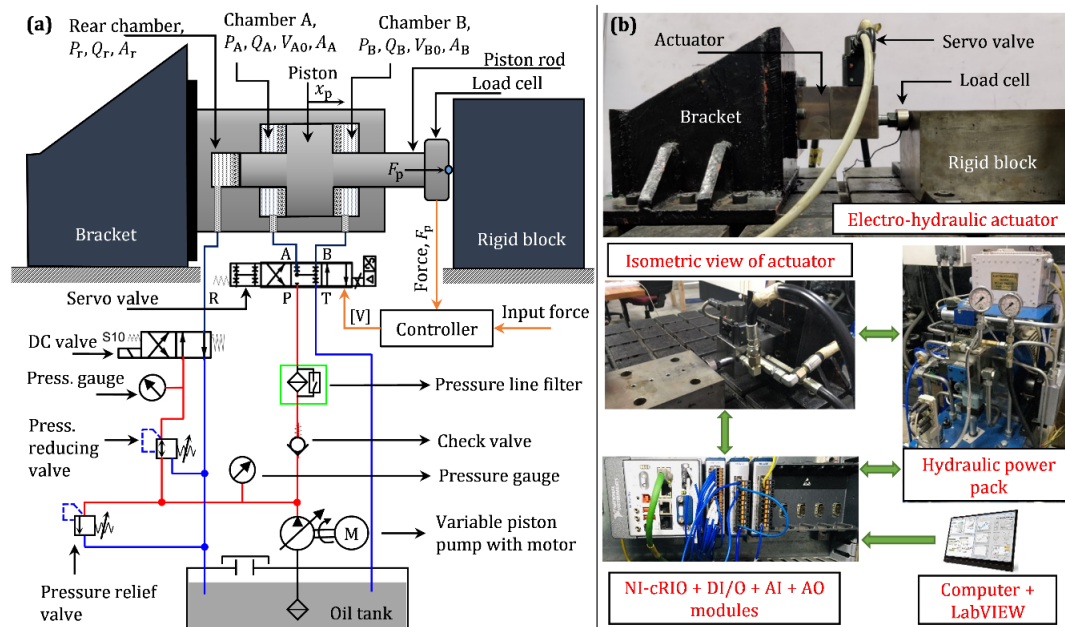 (a)
Rear chamber,
Pr, Qr, Ar
Chamber A,
PA, QA, VA0, AA
Chamber B,
PB, QB, VB0, AB
Piston
xp
Piston rod
Load cell
Fp
Bracket
Rigid block
A
B
P
T
R
Servo valve
Force, Fp
[V]
Controller
Input force
DC valve
S10
Press. gauge
Pressure line filter
Press.
reducing
valve
Check valve
Pressure gauge
M
Variable piston
pump with motor
Pressure relief
valve
Oil tank
(b)
Actuator
Servo valve
Load cell
Bracket
Rigid block
Electro-hydraulic actuator
Isometric view of actuator
Hydraulic power
pack
NI-cRIO + DI/O + AI + AO
modules
Computer +
LabVIEW